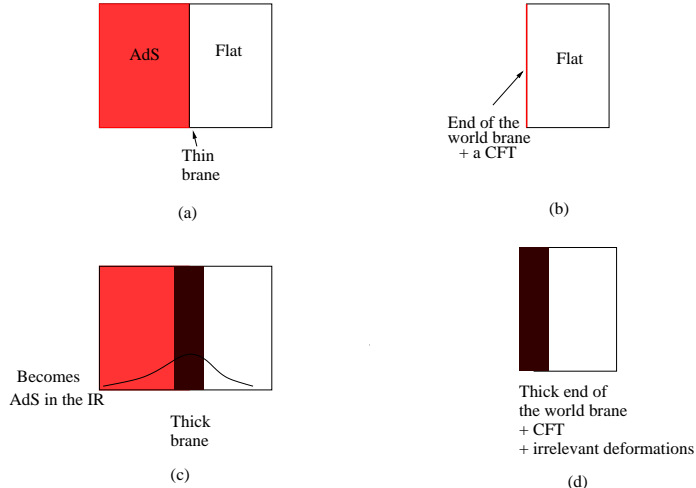 AdS
Flat
Thin
brane
(a)
Flat
End of the
world brane
+ a CFT
(b)
Becomes
AdS in the IR
Thick
brane
(c)
Thick end of
the world brane
+ CFT
+ irrelevant deformations
(d)